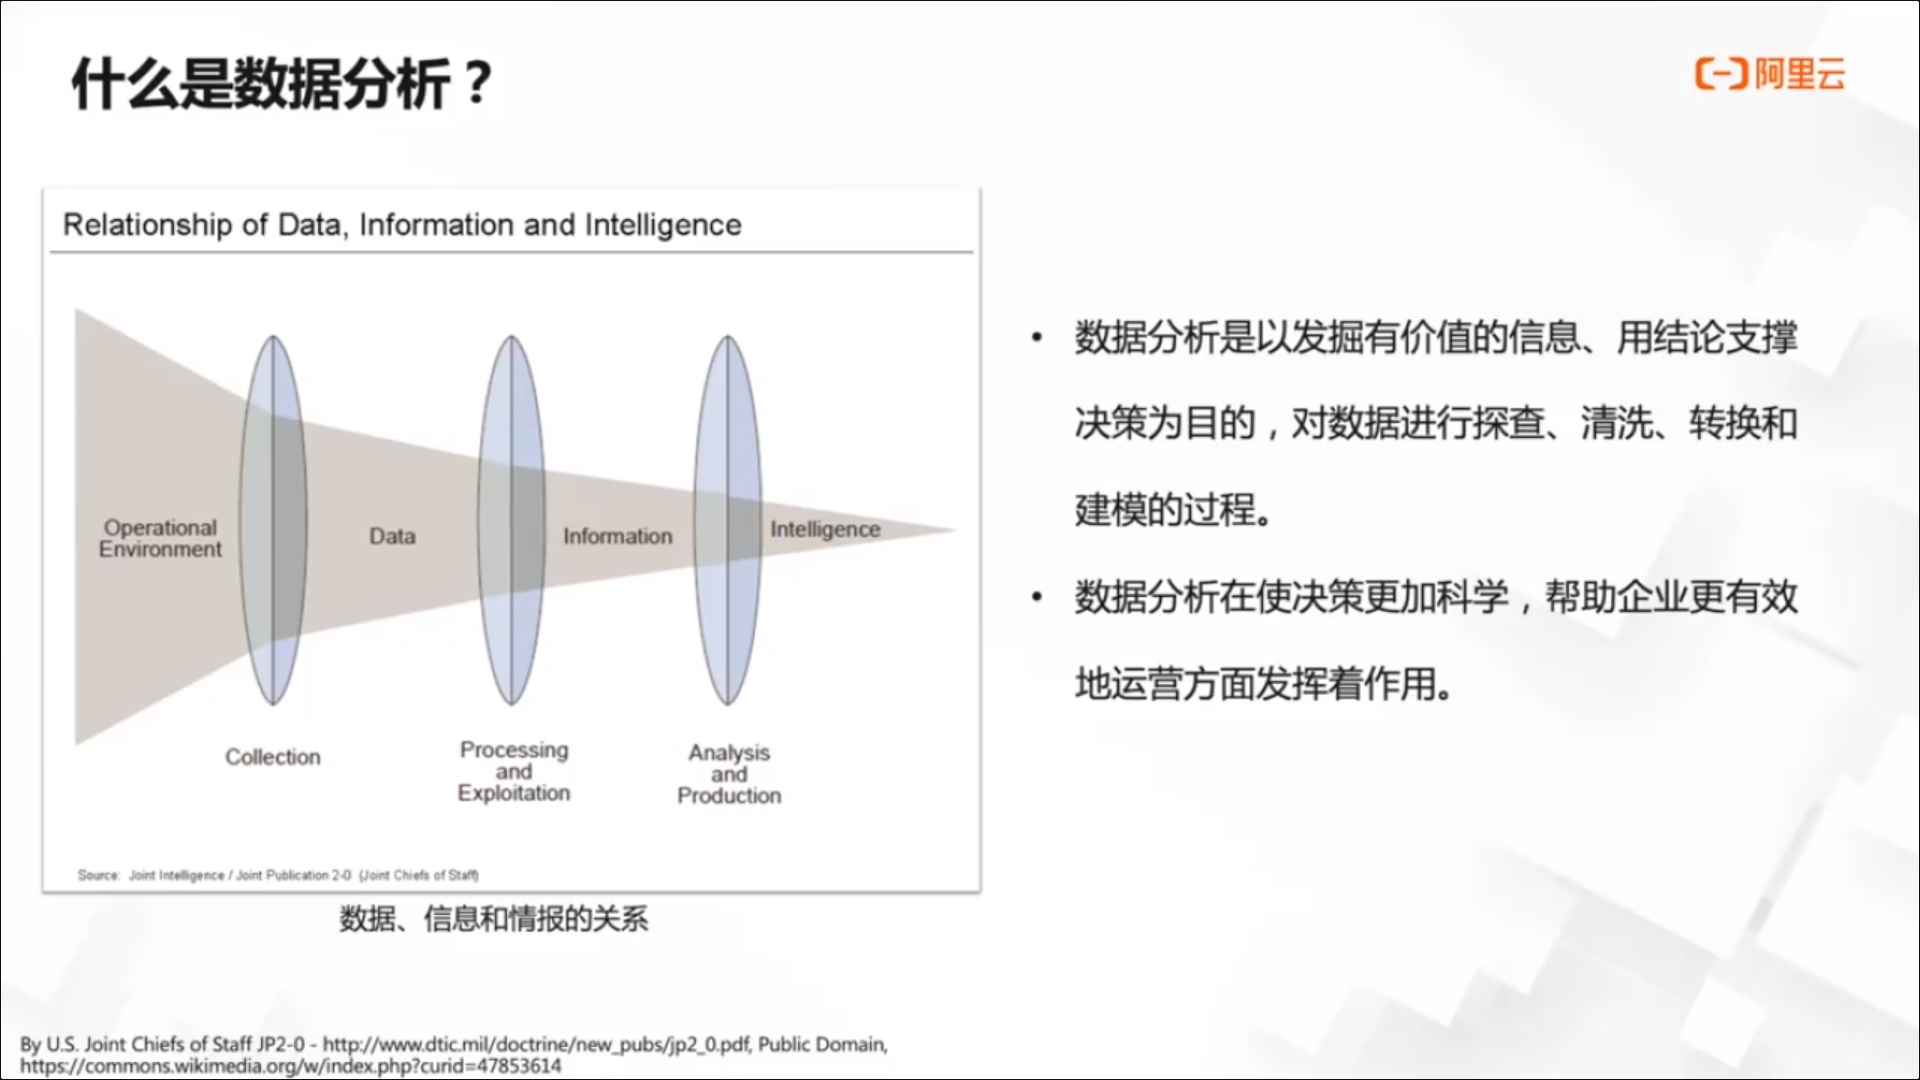 什么是数据分析？
阿里云
Relationship of Data, Information and Intelligence
Operational
Environment
Data
Information
Intelligence
Collection
Processing
and
Exploitation
Analysis
and
Production
Source: Joint Intelligence / Joint Publication 2-0 (Joint Chiefs of Staff)
数据、信息和情报的关系
• 数据分析是以发掘有价值的信息、用结论支撑
决策为目的，对数据进行探查、清洗、转换和
建模的过程。
• 数据分析在使决策更加科学，帮助企业更有效
地运营方面发挥着作用。
By U.S. Joint Chiefs of Staff JP2-0 - http://www.dtic.mil/doctrine/new_pubs/jp2_0.pdf, Public Domain,
https://commons.wikimedia.org/w/index.php?curid=47853614